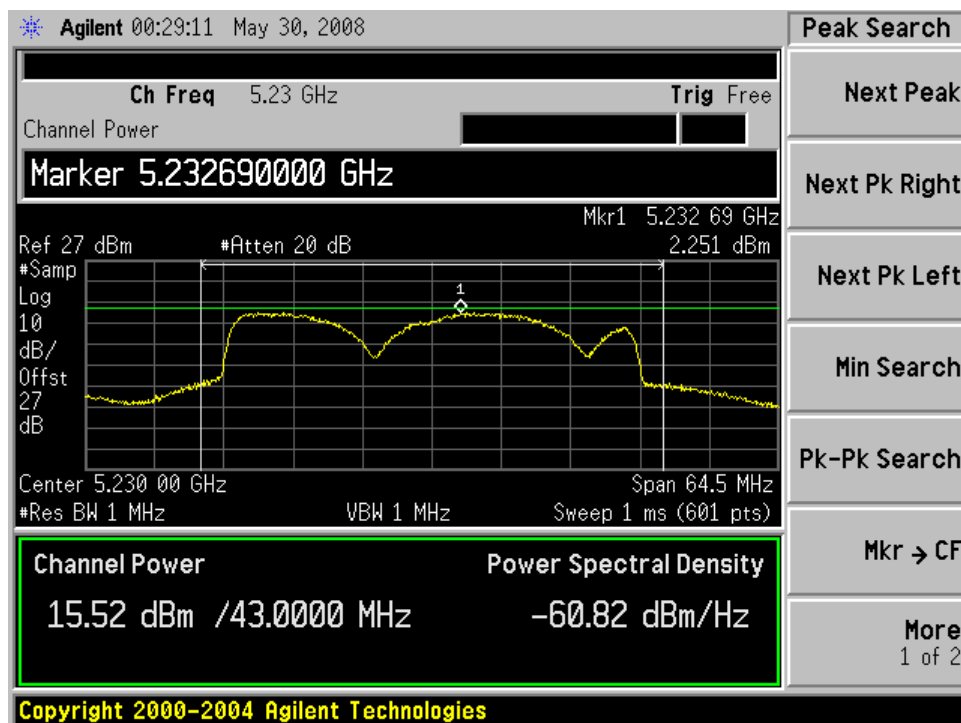 Agilent 00:29:11 May 30, 2008
Peak Search
Ch Freq 5.23 GHz
Trig Free
Channel Power
Marker 5.232690000 GHz
Mkr1 5.232 69 GHz
Ref 27 dBm #Atten 20 dB 2.251 dBm
#Samp
Log
10
dB/
Offst
27
dB
1
Center 5.230 00 GHz Span 64.5 MHz
#Res BW 1 MHz VBW 1 MHz Sweep 1 ms (601 pts)
Channel Power
Power Spectral Density
15.52 dBm /43.0000 MHz
-60.82 dBm/Hz
Next Peak
Next Pk Right
Next Pk Left
Min Search
Pk-Pk Search
Mkr → CF
More
1 of 2
Copyright 2000-2004 Agilent Technologies